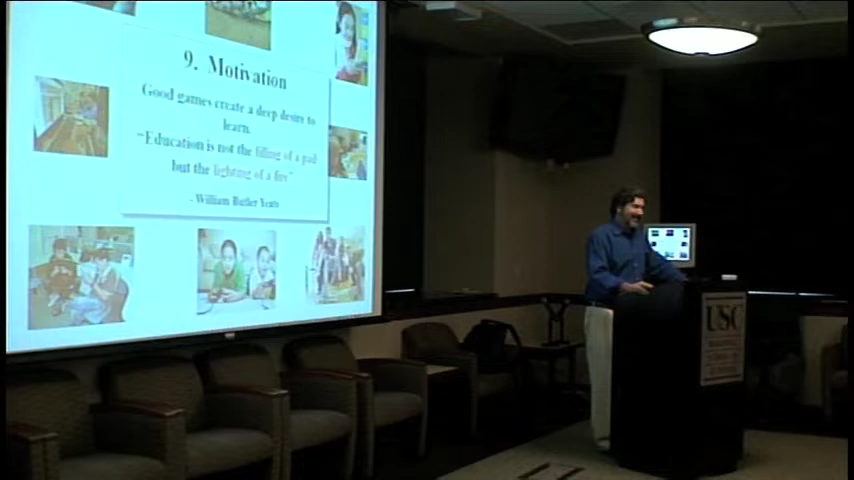 9. Motivation
Good games create a deep desire to
learn.
"Education is not the filling of a pail
but the lighting of a fire"
- William Butler Yeats
USC